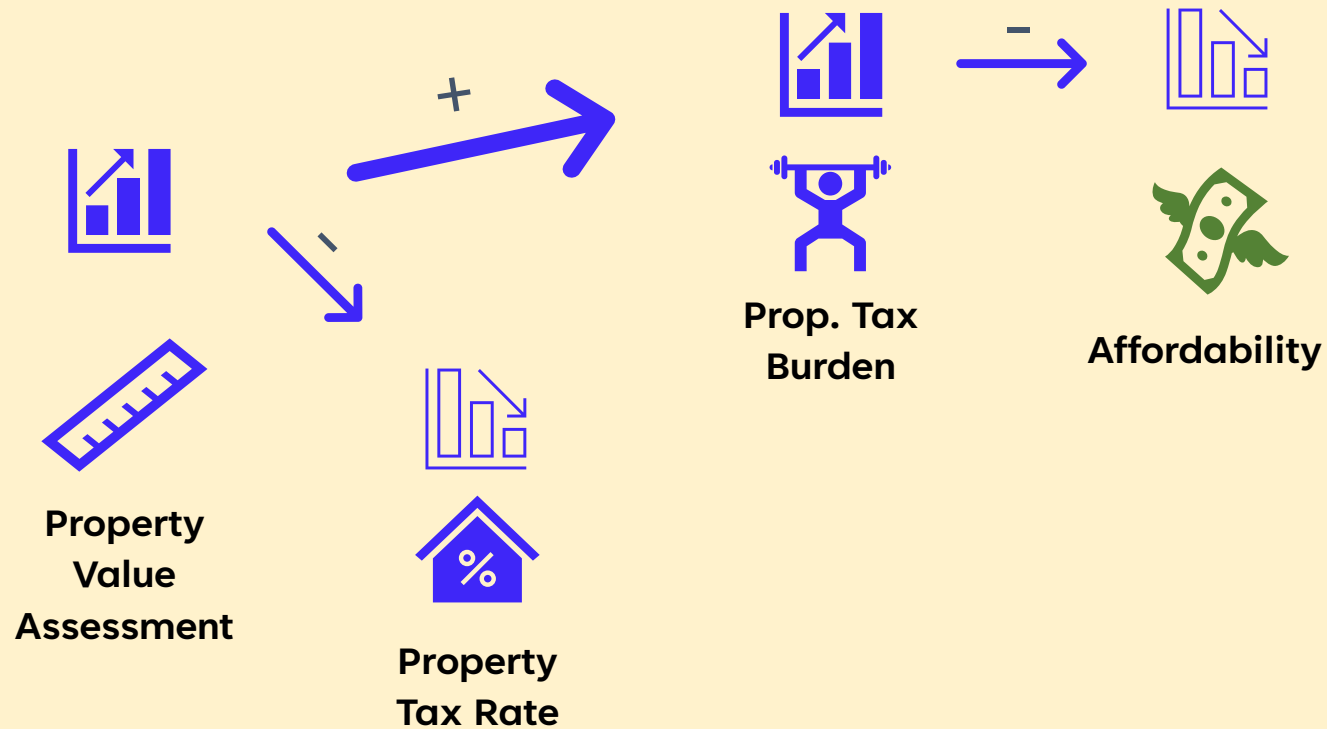 +
–
–
Prop. Tax
Burden
Affordability
Property
Value
Assessment
%
Property
Tax Rate